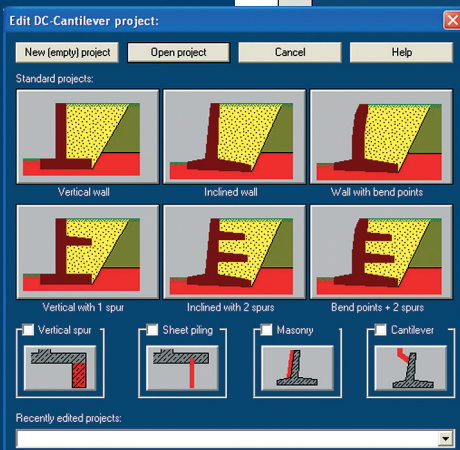 Edit DC-Cantilever project:
New (empty) project Open project Cancel Help
Standard projects:
Vertical wall Inclined wall Wall with bend points
Vertical with 1 spur Inclined with 2 spurs Bend points + 2 spurs
Vertical spur Sheet piling Masonry Cantilever
Recently edited projects: